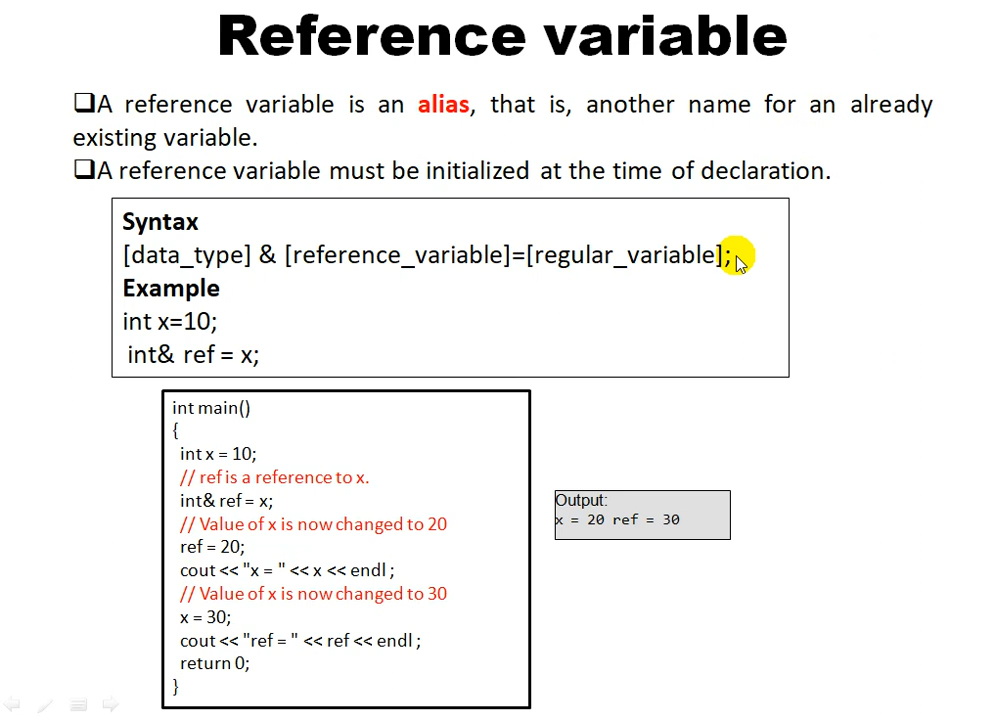 Reference variable
❑A reference variable is an alias, that is, another name for an already
existing variable.
❑A reference variable must be initialized at the time of declaration.
Syntax
[data_type] & [reference_variable]=[regular_variable];
Example
int x=10;
int& ref = x;
int main()
{
int x = 10;
// ref is a reference to x.
int& ref = x;
// Value of x is now changed to 20
ref = 20;
cout << "x = " << x << endl ;
// Value of x is now changed to 30
x = 30;
cout << "ref = " << ref << endl ;
return 0;
}
Output:
x = 20 ref = 30